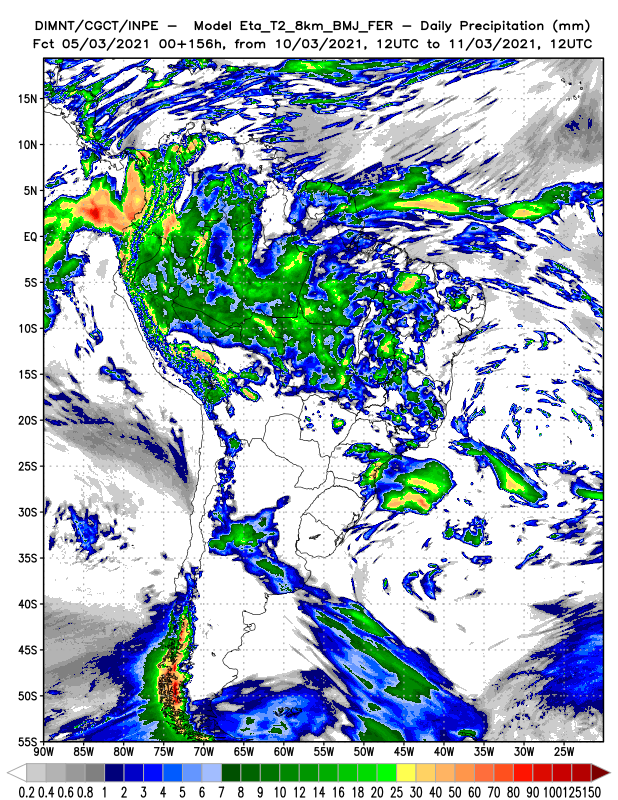 DIMNT/CGCT/INPE – Model Eta_T2_8km_BMJ_FER – Daily Precipitation (mm)
Fct 05/03/2021 00+156h, from 10/03/2021, 12UTC to 11/03/2021, 12UTC
15N
10N
5N
EQ
5S
10S
15S
20S
25S
30S
35S
40S
45S
50S
55S
90W 85W 80W 75W 70W 65W 60W 55W 50W 45W 40W 35W 30W 25W
0.2 0.4 0.6 0.8 1 2 3 4 5 6 7 8 9 10 12 14 16 18 20 25 30 40 50 60 70 80 90 100 125 150